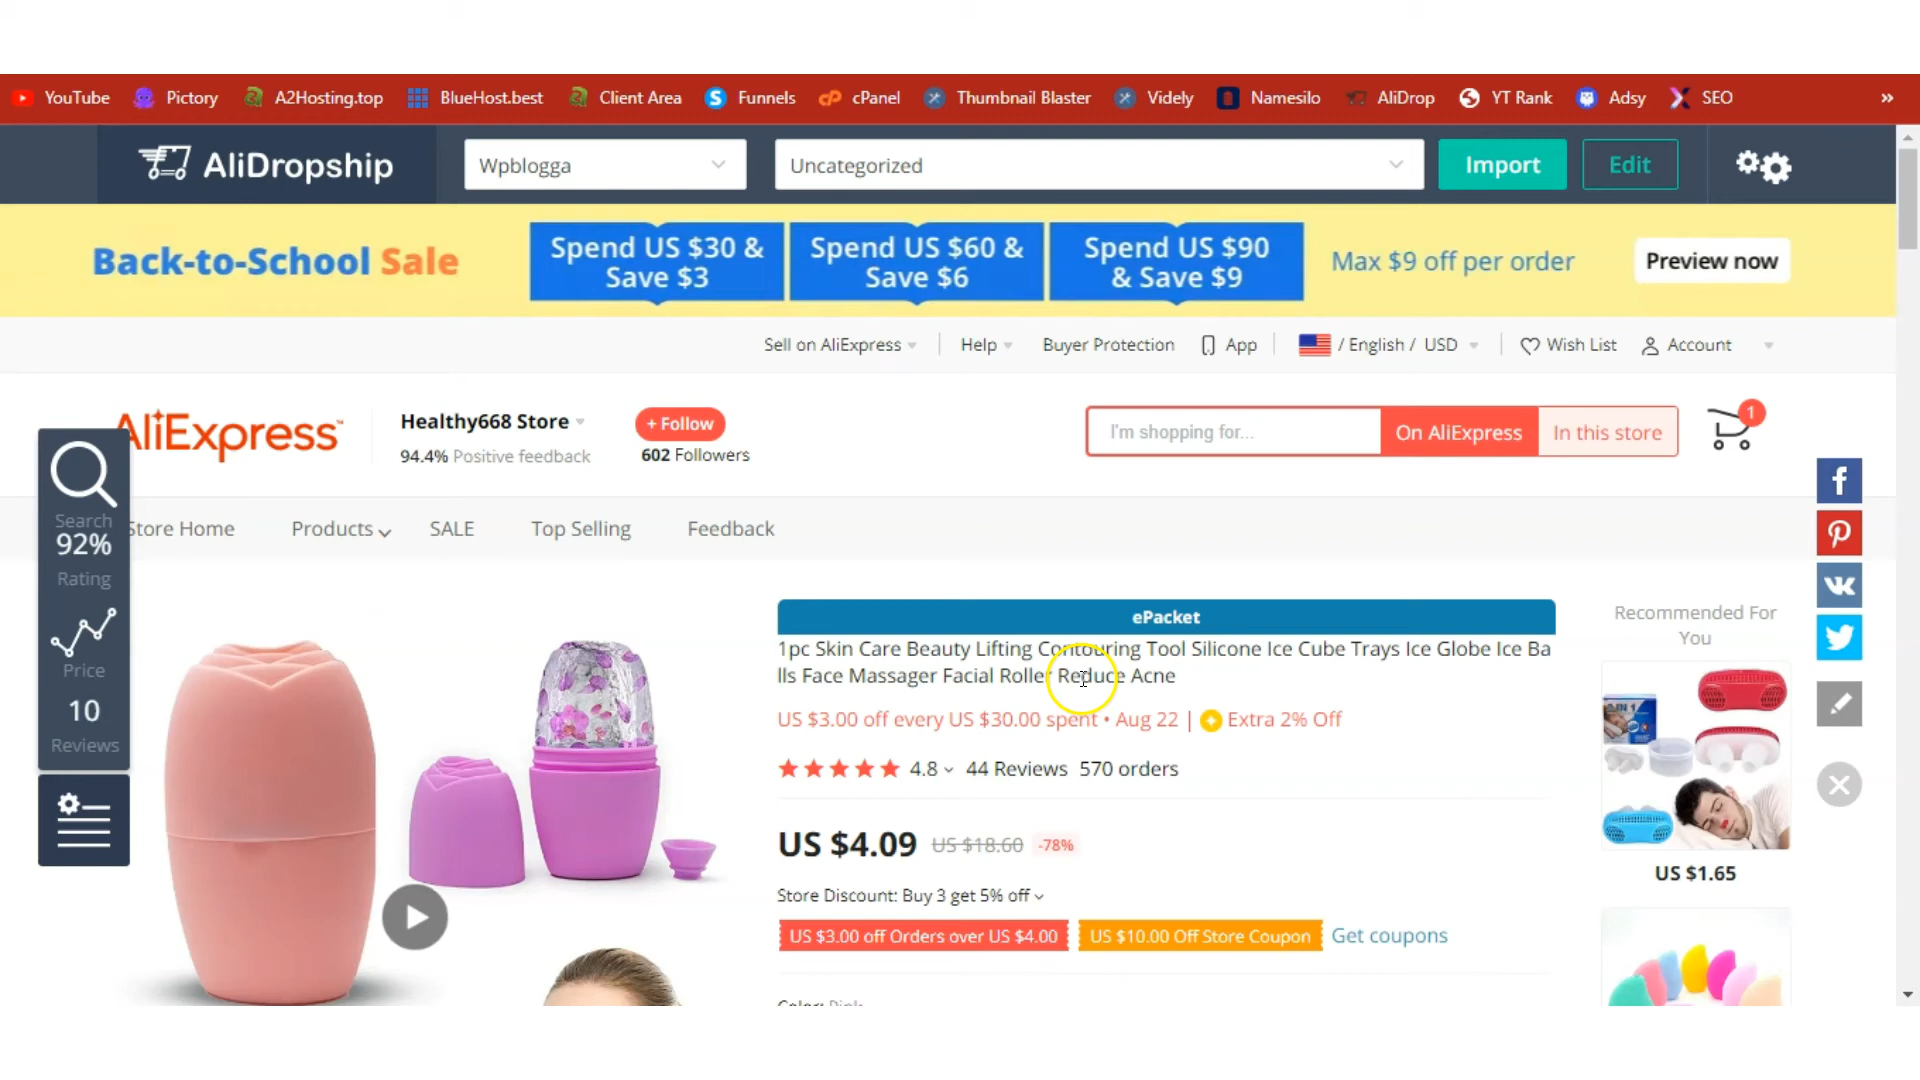 YouTube Pictory A2Hosting.top BlueHost.best Client Area Funnels cPanel Thumbnail Blaster Videly Namesilo AliDrop YT Rank Adsy SEO »
AliDropship Wpblogga Uncategorized Import Edit
Back-to-School Sale
Spend US $30 &
Save $3
Spend US $60 &
Save $6
Spend US $90
& Save $9
Max $9 off per order
Preview now
Sell on AliExpress Help Buyer Protection App / English / USD Wish List Account
AliExpress™
Healthy668 Store
94.4% Positive feedback
+ Follow
602 Followers
I'm shopping for...
On AliExpress
In this store
1
Search
92%
Rating
Price
10
Reviews
Store Home Products SALE Top Selling Feedback
ePacket
1pc Skin Care Beauty Lifting Contouring Tool Silicone Ice Cube Trays Ice Globe Ice Ba
lls Face Massager Facial Roller Reduce Acne
US $3.00 off every US $30.00 spent • Aug 22 | Extra 2% Off
4.8 44 Reviews 570 orders
US $4.09 US $18.60 -78%
Store Discount: Buy 3 get 5% off
US $3.00 off Orders over US $4.00 US $10.00 Off Store Coupon Get coupons
Color: Pink
Recommended For
You
US $1.65